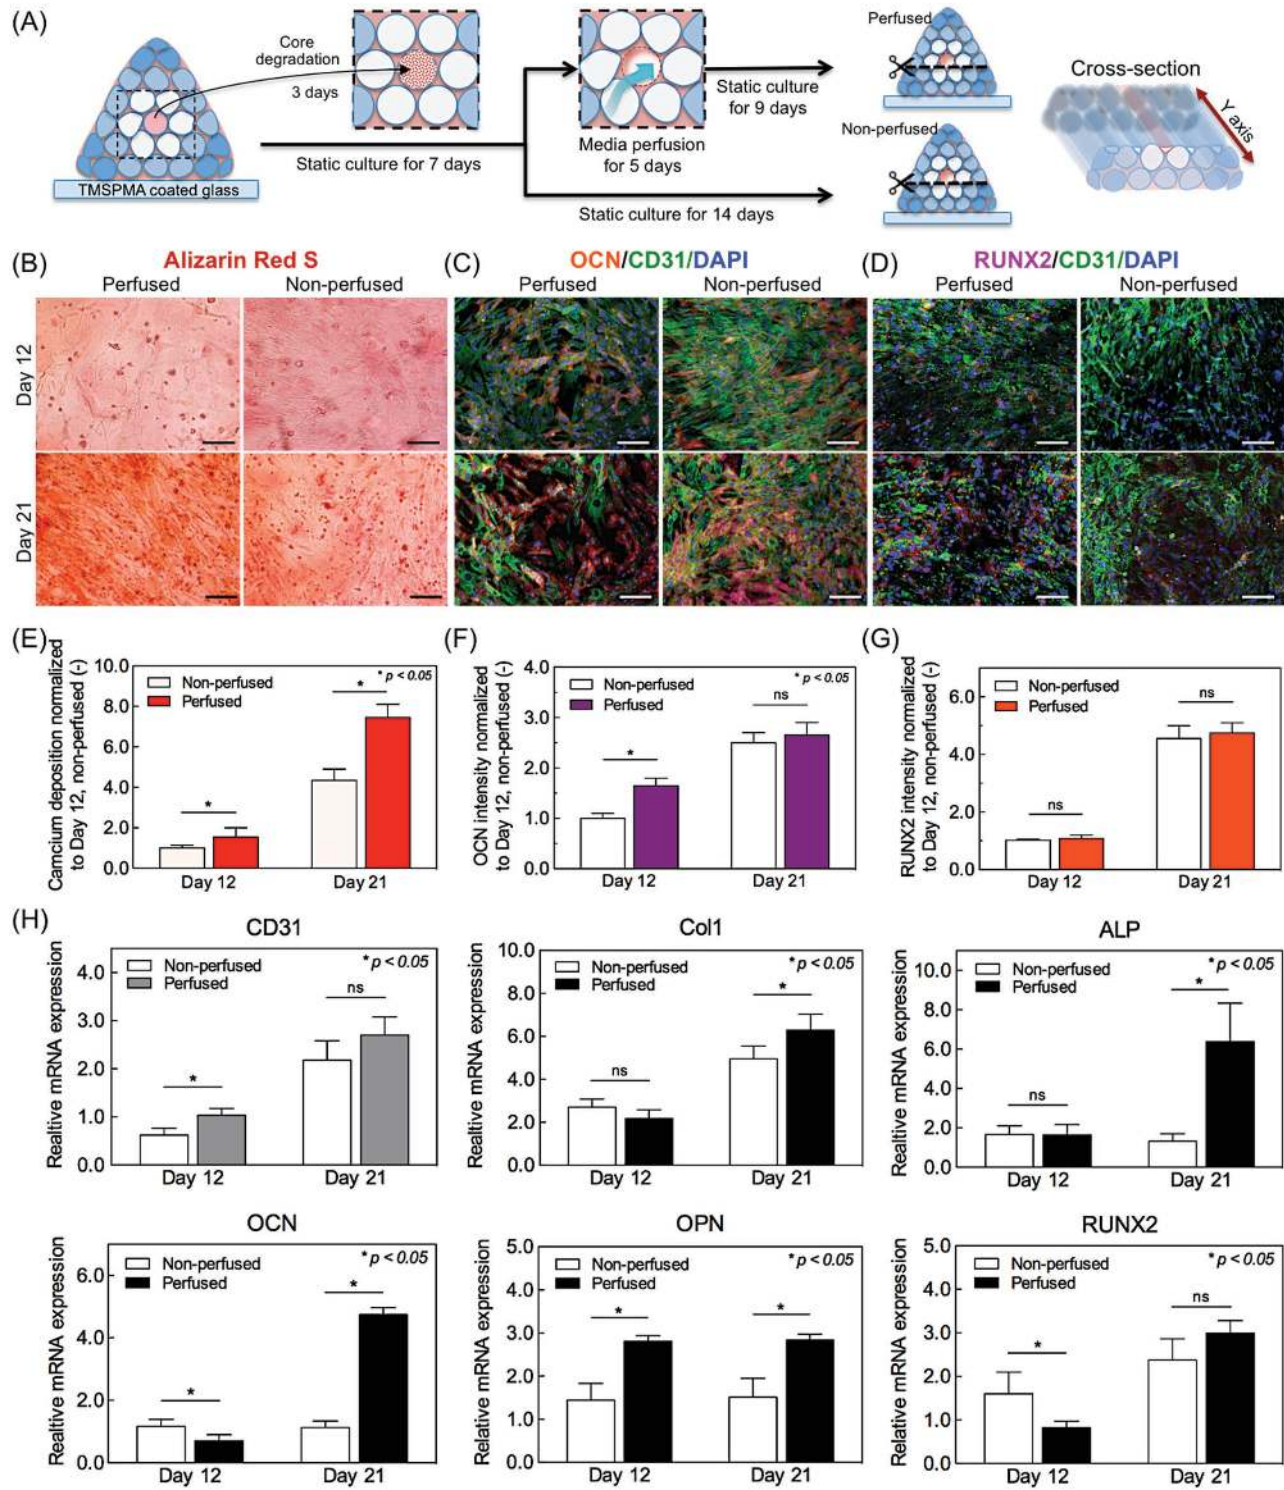 (A)
Core
degradation
3 days
TMSPMA coated glass
Static culture for 7 days
Media perfusion
for 5 days
Static culture
for 9 days
Static culture for 14 days
Perfused
Non-perfused
Cross-section
Y axis
(B) Alizarin Red S
Perfused Non-perfused
Day 12
Day 21
(C) OCN/CD31/DAPI
Perfused Non-perfused
(D) RUNX2/CD31/DAPI
Perfused Non-perfused
(E)
Camcium deposition normalized
to Day 12, non-perfused (-)
10.0
8.0
6.0
4.0
2.0
0.0
Non-perfused
Perfused
* p < 0.05
*
*
Day 12 Day 21
(F)
OCN intensity normalized
to Day 12, non-perfused (-)
4.0
3.0
2.0
1.0
0.0
Non-perfused
Perfused
* p < 0.05
*
ns
Day 12 Day 21
(G)
RUNX2 intensity normalized
to Day 12, non-perfused (-)
6.0
4.0
2.0
0.0
Non-perfused
Perfused
ns
ns
Day 12 Day 21
(H)
CD31
Realtive mRNA expression
4.0
3.0
2.0
1.0
0.0
Non-perfused
Perfused
* p < 0.05
*
ns
Day 12 Day 21
Col1
Realtive mRNA expression
10.0
8.0
6.0
4.0
2.0
0.0
Non-perfused
Perfused
* p < 0.05
ns
*
Day 12 Day 21
ALP
Realtive mRNA expression
10.0
8.0
6.0
4.0
2.0
0.0
Non-perfused
Perfused
* p < 0.05
ns
*
Day 12 Day 21
OCN
Realtive mRNA expression
6.0
4.0
2.0
0.0
Non-perfused
Perfused
* p < 0.05
*
*
Day 12 Day 21
OPN
Relative mRNA expression
5.0
4.0
3.0
2.0
1.0
0.0
Non-perfused
Perfused
* p < 0.05
*
*
Day 12 Day 21
RUNX2
Relative mRNA expression
5.0
4.0
3.0
2.0
1.0
0.0
Non-perfused
Perfused
* p < 0.05
*
ns
Day 12 Day 21